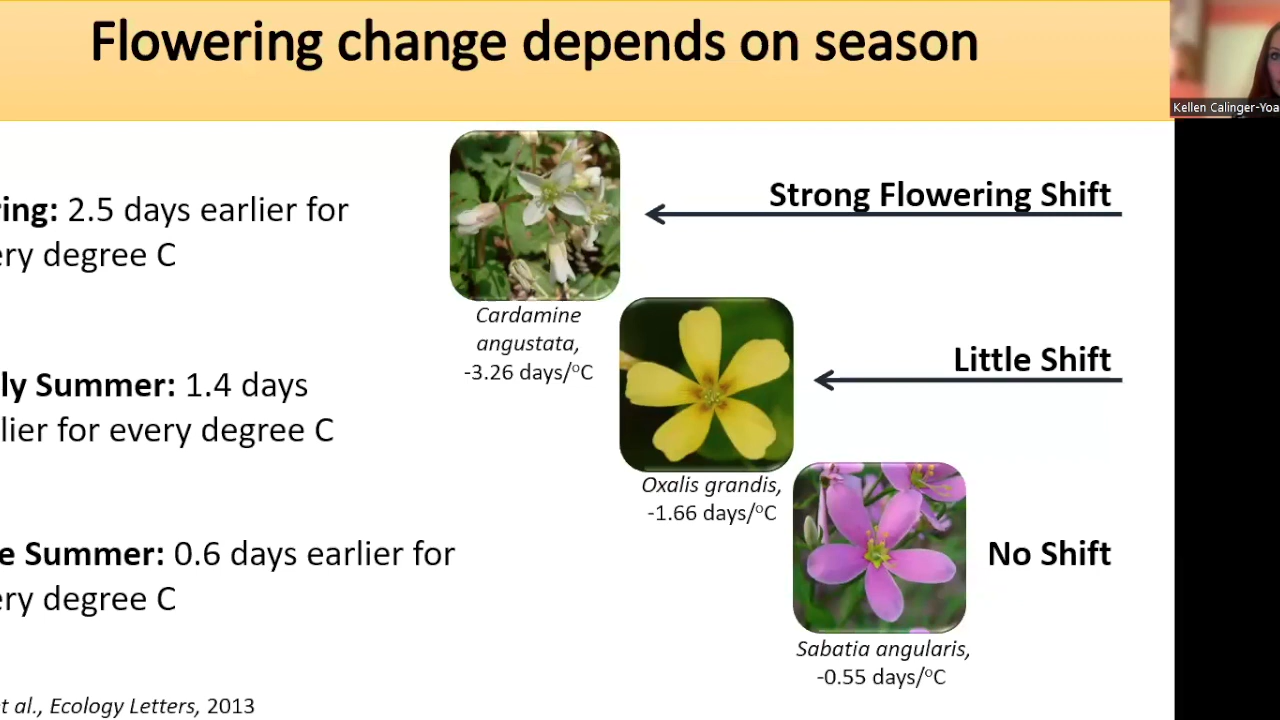 Flowering change depends on season
Kellen Calinger-Yoa
ring: 2.5 days earlier for
ery degree C
Strong Flowering Shift
Cardamine
angustata,
-3.26 days/°C
Little Shift
ly Summer: 1.4 days
lier for every degree C
Oxalis grandis,
-1.66 days/°C
e Summer: 0.6 days earlier for
ery degree C
No Shift
Sabatia angularis,
-0.55 days/°C
et al., Ecology Letters, 2013